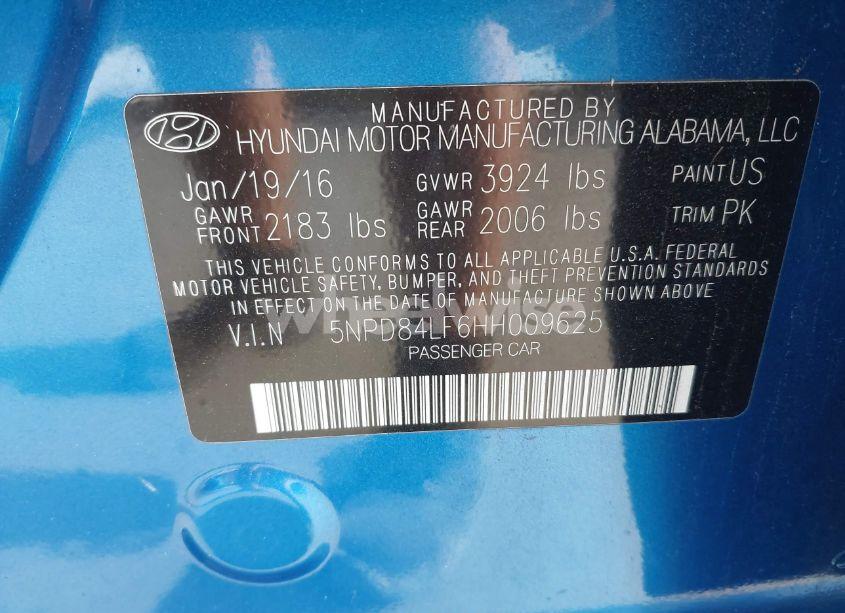 MANUFACTURED BY
HYUNDAI MOTOR MANUFACTURING ALABAMA, LLC
Jan/19/16 GVWR 3924 lbs PAINT US
GAWR FRONT 2183 lbs GAWR REAR 2006 lbs TRIM PK
THIS VEHICLE CONFORMS TO ALL APPLICABLE U.S.A. FEDERAL
MOTOR VEHICLE SAFETY, BUMPER, AND THEFT PREVENTION STANDARDS
IN EFFECT ON THE DATE OF MANUFACTURE SHOWN ABOVE
V.I.N 5NPD84LF6HH009625
PASSENGER CAR